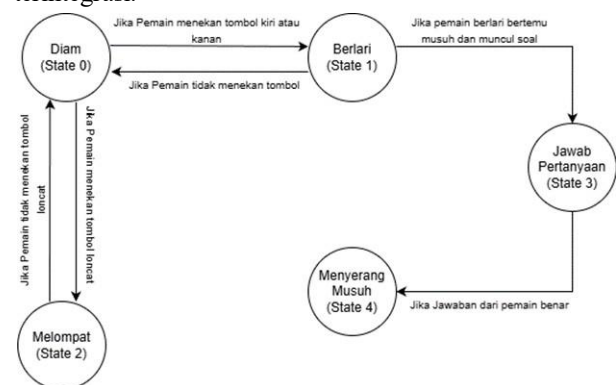 Jika Pemain menekan tombol kiri atau
kanan
Jika pemain berlari bertemu
musuh dan muncul soal
Diam
(State 0)
Berlari
(State 1)
Jika Pemain tidak menekan tombol
Jika Pemain tidak menekan tombol
loncat
Jika Pemain menekan tombol loncat
Jawab
Pertanyaan
(State 3)
Menyerang
Musuh
(State 4)
Jika Jawaban dari pemain benar
Melompat
(State 2)